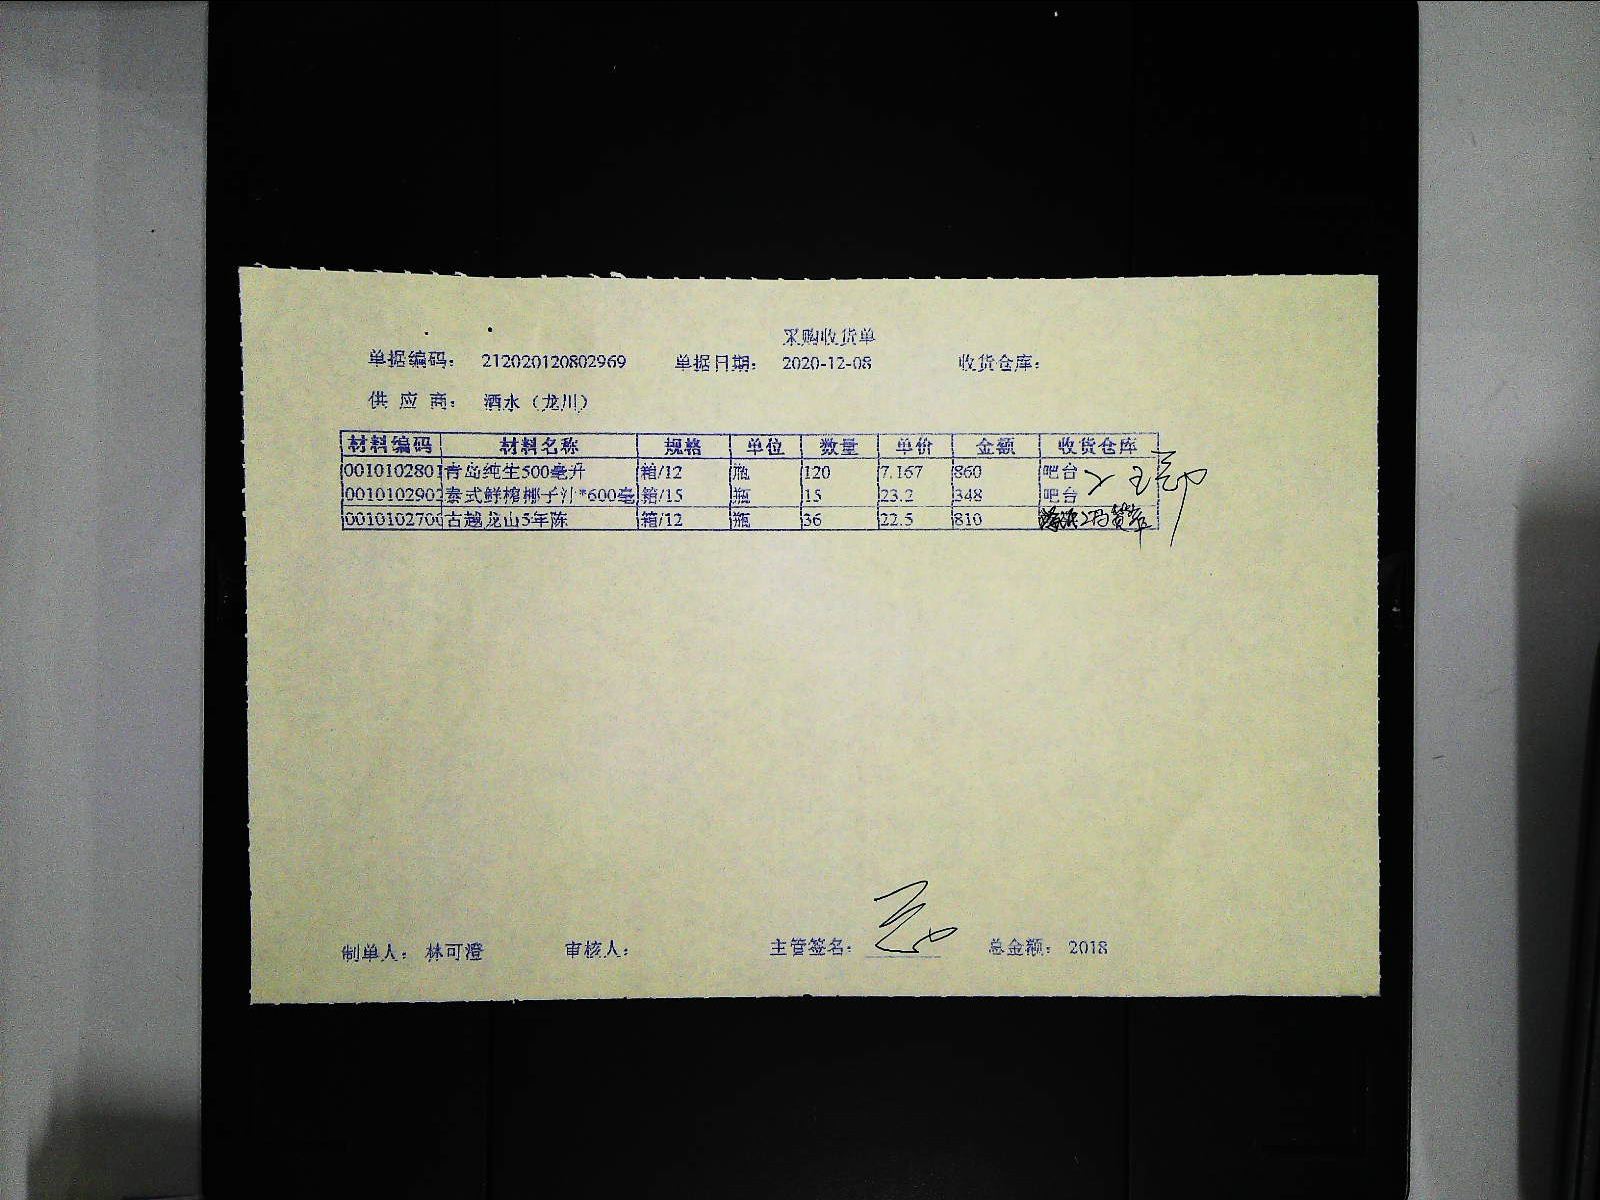 采购收货单
单据编码： 212020120802969 单据日期： 2020-12-08 收货仓库：
供 应 商： 酒水（龙川）
材料编码 材料名称 规格 单位 数量 单价 金额 收货仓库
0010102801 青岛纯生500毫升 箱/12 瓶 120 7.167 860 吧台
0010102902 泰式鲜榨椰子汁*600毫 箱/15 瓶 15 23.2 348 吧台
001010270 古越龙山5年陈 箱/12 瓶 36 22.5 810
制单人： 林可澄 审核人： 主管签名： 总金额： 2018